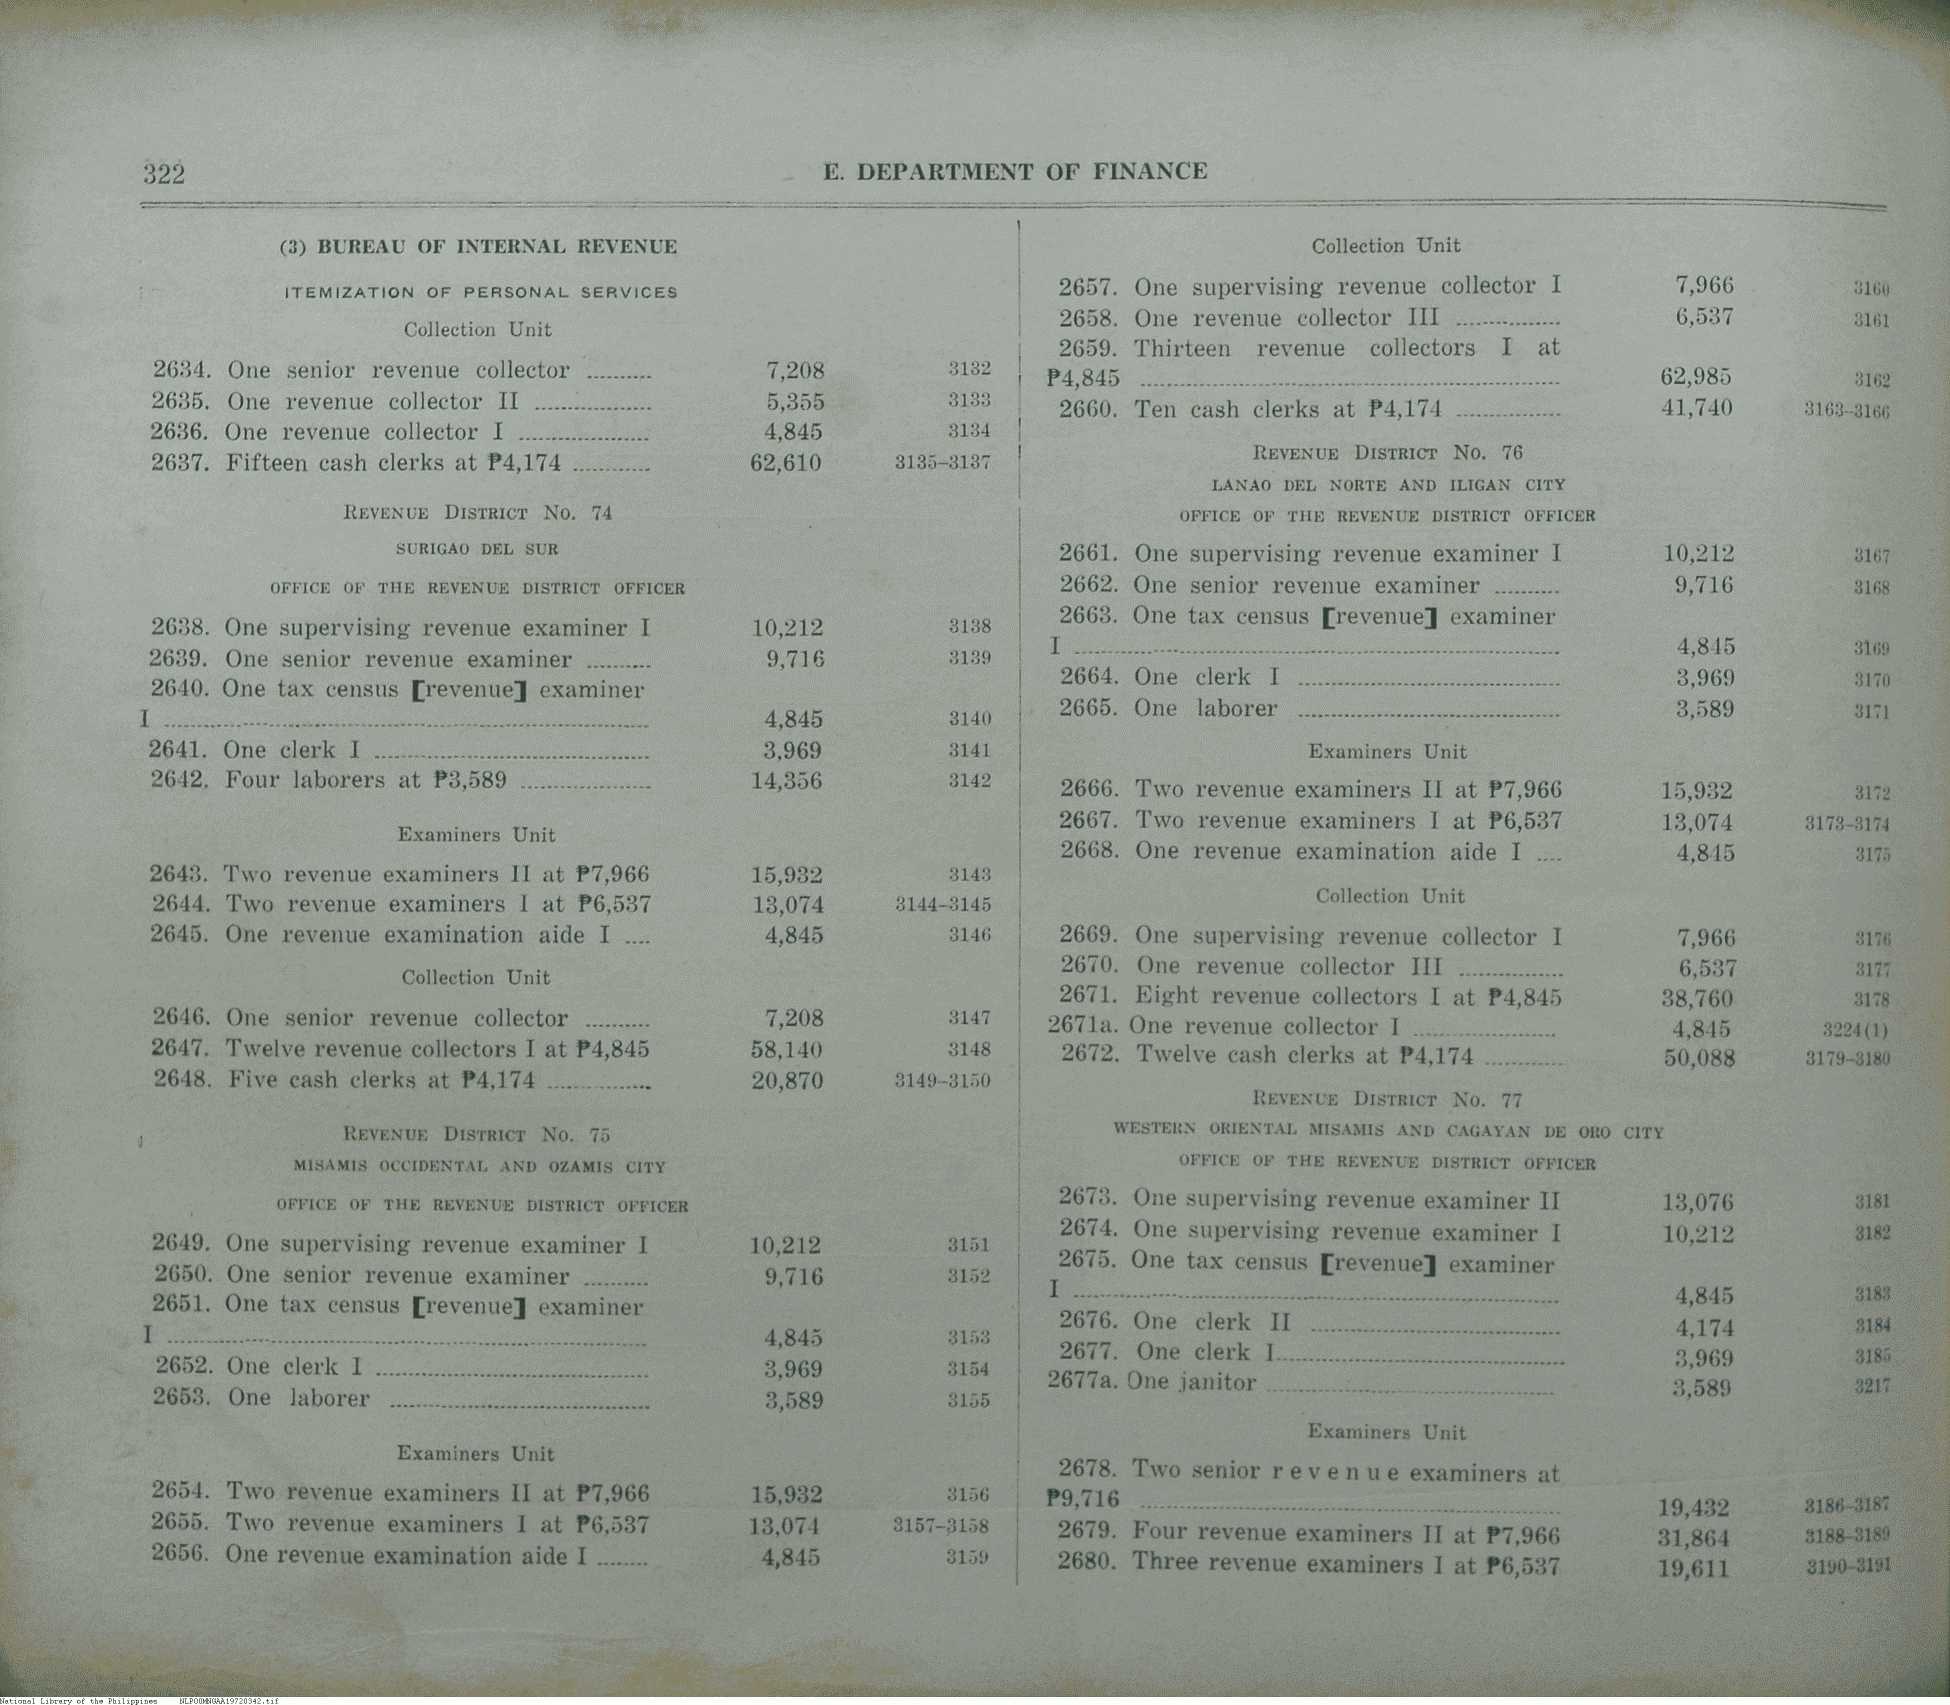 322
E. DEPARTMENT OF FINANCE
(3) BUREAU OF INTERNAL REVENUE
ITEMIZATION OF PERSONAL SERVICES
Collection Unit
2634. One senior revenue collector .......... 7,208 3132
2635. One revenue collector II .................. 5,355 3133
2636. One revenue collector I .................... 4,845 3134
2637. Fifteen cash clerks at ₱4,174 ............ 62,610 3135–3137
REVENUE DISTRICT NO. 74
SURIGAO DEL SUR
OFFICE OF THE REVENUE DISTRICT OFFICER
2638. One supervising revenue examiner I 10,212 3138
2639. One senior revenue examiner .......... 9,716 3139
2640. One tax census [revenue] examiner
I .......................................................................... 4,845 3140
2641. One clerk I .......................................... 3,969 3141
2642. Four laborers at ₱3,589 .................... 14,356 3142
Examiners Unit
2643. Two revenue examiners II at ₱7,966 15,932 3143
2644. Two revenue examiners I at ₱6,537 13,074 3144–3145
2645. One revenue examination aide I .... 4,845 3146
Collection Unit
2646. One senior revenue collector .......... 7,208 3147
2647. Twelve revenue collectors I at ₱4,845 58,140 3148
2648. Five cash clerks at ₱4,174 ................ 20,870 3149–3150
REVENUE DISTRICT NO. 75
MISAMIS OCCIDENTAL AND OZAMIS CITY
OFFICE OF THE REVENUE DISTRICT OFFICER
2649. One supervising revenue examiner I 10,212 3151
2650. One senior revenue examiner .......... 9,716 3152
2651. One tax census [revenue] examiner
I .......................................................................... 4,845 3153
2652. One clerk I .......................................... 3,969 3154
2653. One laborer ........................................ 3,589 3155
Examiners Unit
2654. Two revenue examiners II at ₱7,966 15,932 3156
2655. Two revenue examiners I at ₱6,537 13,074 3157–3158
2656. One revenue examination aide I ........ 4,845 3159
Collection Unit
2657. One supervising revenue collector I 7,966 3160
2658. One revenue collector III ................ 6,537 3161
2659. Thirteen revenue collectors I at
₱4,845 ................................................................ 62,985 3162
2660. Ten cash clerks at ₱4,174 ................ 41,740 3163–3166
REVENUE DISTRICT NO. 76
LANAO DEL NORTE AND ILIGAN CITY
OFFICE OF THE REVENUE DISTRICT OFFICER
2661. One supervising revenue examiner I 10,212 3167
2662. One senior revenue examiner .......... 9,716 3168
2663. One tax census [revenue] examiner
I .......................................................................... 4,845 3169
2664. One clerk I ........................................ 3,969 3170
2665. One laborer ........................................ 3,589 3171
Examiners Unit
2666. Two revenue examiners II at ₱7,966 15,932 3172
2667. Two revenue examiners I at ₱6,537 13,074 3173–3174
2668. One revenue examination aide I .... 4,845 3175
Collection Unit
2669. One supervising revenue collector I 7,966 3176
2670. One revenue collector III ................ 6,537 3177
2671. Eight revenue collectors I at ₱4,845 38,760 3178
2671a. One revenue collector I ...................... 4,845 3224(1)
2672. Twelve cash clerks at ₱4,174 ............ 50,088 3179–3180
REVENUE DISTRICT NO. 77
WESTERN ORIENTAL MISAMIS AND CAGAYAN DE ORO CITY
OFFICE OF THE REVENUE DISTRICT OFFICER
2673. One supervising revenue examiner II 13,076 3181
2674. One supervising revenue examiner I 10,212 3182
2675. One tax census [revenue] examiner
I .......................................................................... 4,845 3183
2676. One clerk II ...................................... 4,174 3184
2677. One clerk I............................................ 3,969 3185
2677a. One janitor ............................................ 3,589 3217
Examiners Unit
2678. Two senior revenue examiners at
₱9,716 ................................................................ 19,432 3186–3187
2679. Four revenue examiners II at ₱7,966 31,864 3188–3189
2680. Three revenue examiners I at ₱6,537 19,611 3190–3191
National Library of the Philippines NLPOOMNGAA19720342.tif